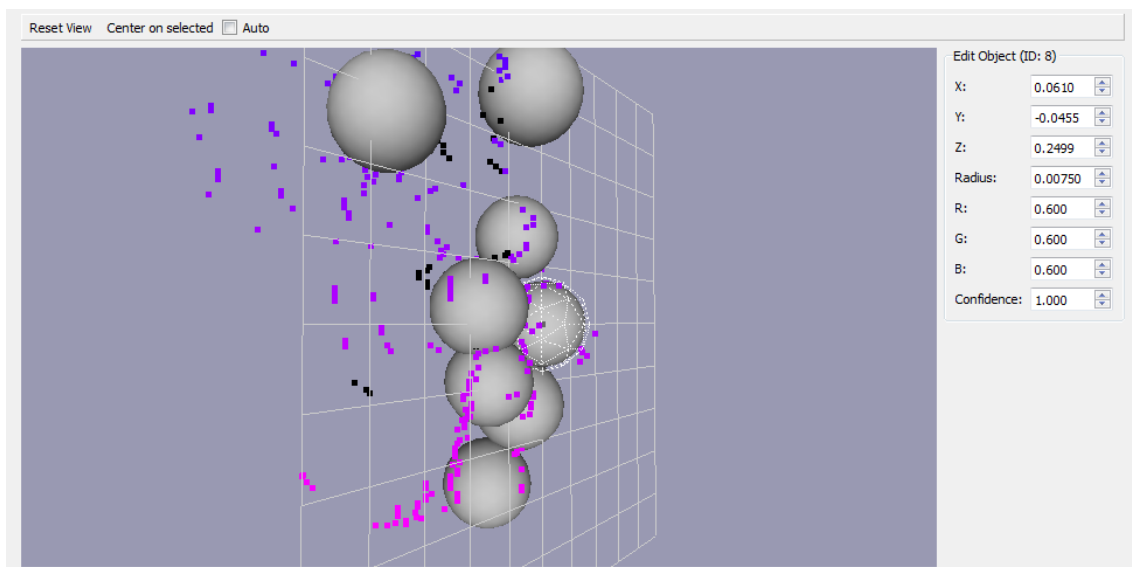 Reset View Center on selected Auto
Edit Object (ID: 8)
X: 0.0610
Y: -0.0455
Z: 0.2499
Radius: 0.00750
R: 0.600
G: 0.600
B: 0.600
Confidence: 1.000